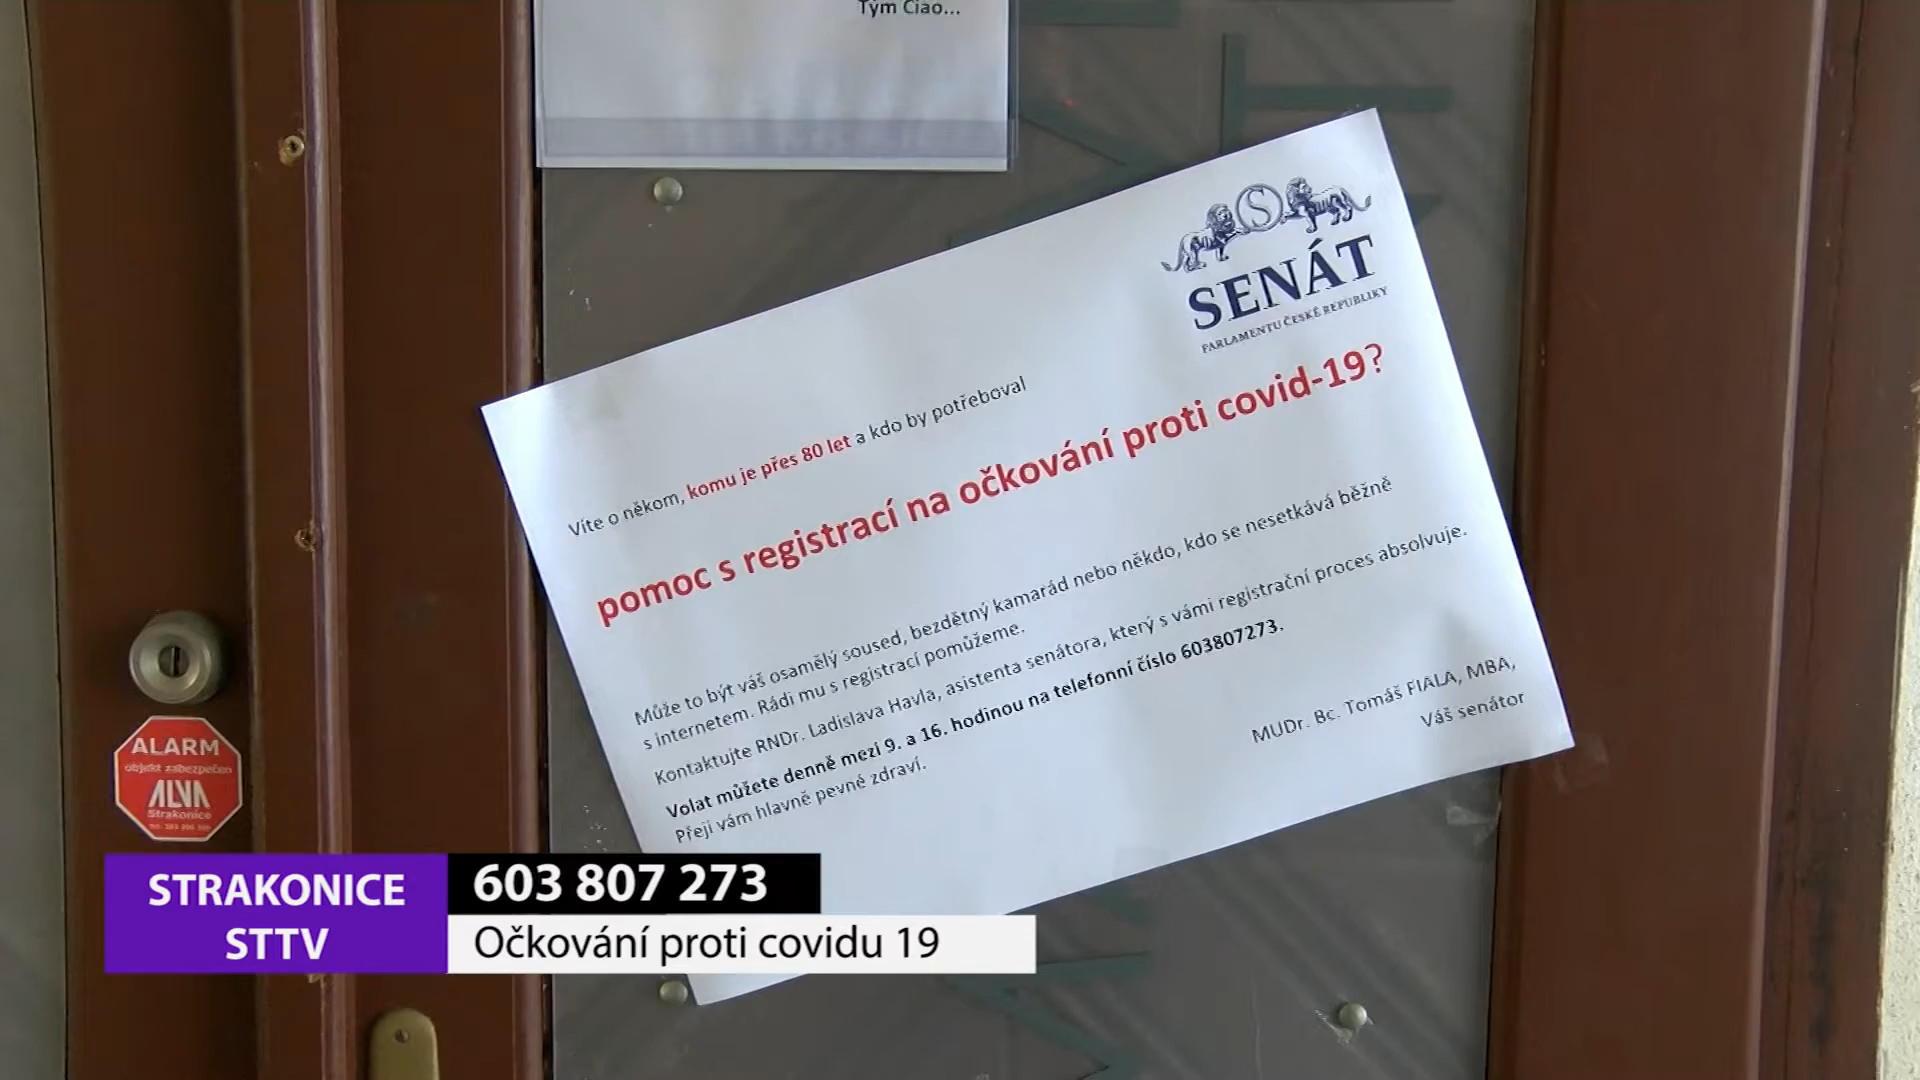 Tým Ciao...
S
SENÁT
PARLAMENTU ČESKÉ REPUBLIKY
Víte o někom, komu je přes 80 let a kdo by potřeboval
pomoc s registrací na očkování proti covid-19?
Může to být váš osamělý soused, bezdětný kamarád nebo někdo, kdo se nesetkává běžně
s internetem. Rádi mu s registrací pomůžeme.
Kontaktujte RNDr. Ladislava Havla, asistenta senátora, který s vámi registrační proces absolvuje.
Volat můžete denně mezi 9. a 16. hodinou na telefonní číslo 603807273.
Přeji vám hlavně pevné zdraví.
MUDr. Bc. Tomáš FIALA, MBA,
Váš senátor
ALARM
objekt zabezpečen
ALVA
Strakonice
STRAKONICE
STTV
603 807 273
Očkování proti covidu 19